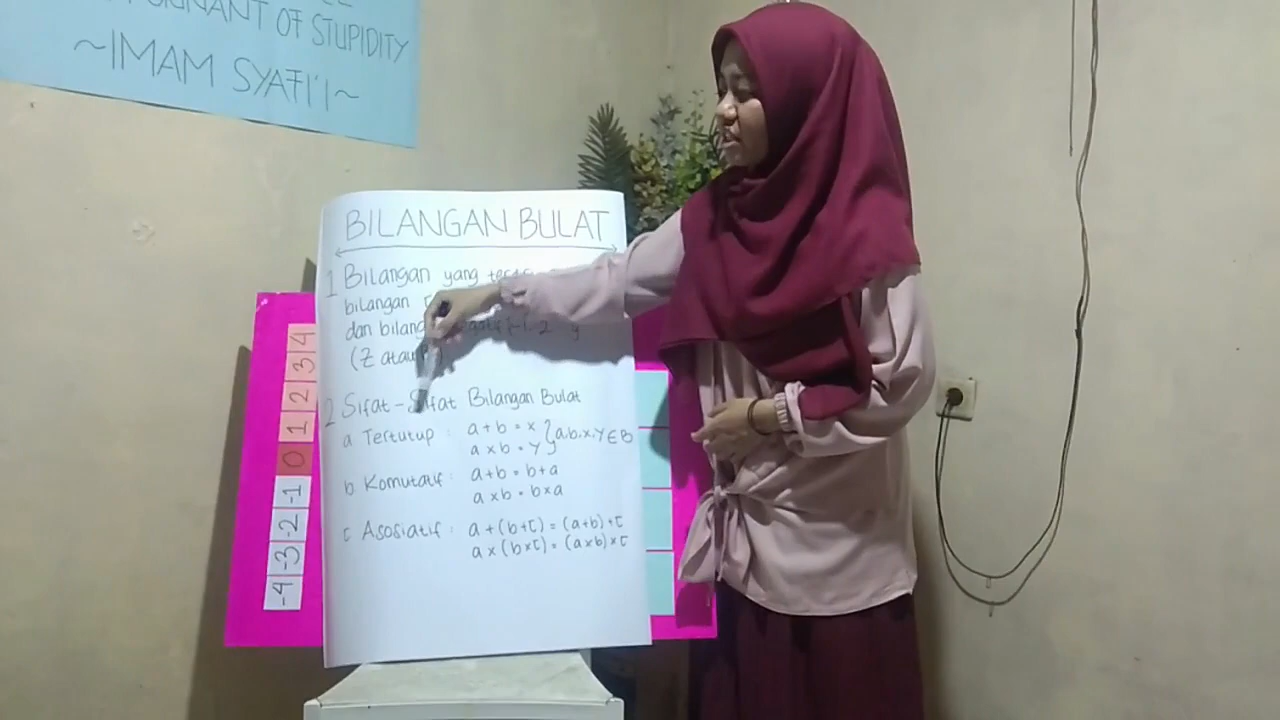 OF STUPIDITY
~IMAM SYAFI'I~
BILANGAN BULAT
1 Bilangan yang
bilangan
dan
(Z atau
2 Sifat-Sifat Bilangan Bulat
a Tertutup : a + b = x } a,b,x,y ∈ B
a x b = y
b. Komutatif : a+b = b+a
a x b = b x a
c Asosiatif : a + (b+c) = (a+b)+c
a x (b x c) = (a x b) x c
-4 -3 -2 -1 0 1 2 3 4